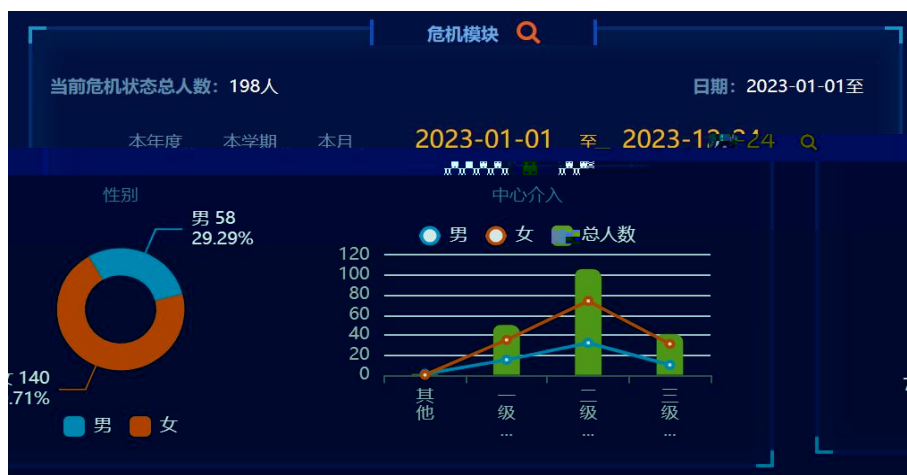 危机模块
当前危机状态总人数：198人
日期：2023-01-01至
本年度 本学期 本月 2023-01-01 至
性别
中心介入
男 58
29.29%
男 女 总人数
120
100
80
60
40
20
0
140
.71%
其他 一级... 二级... 三级...
男 女